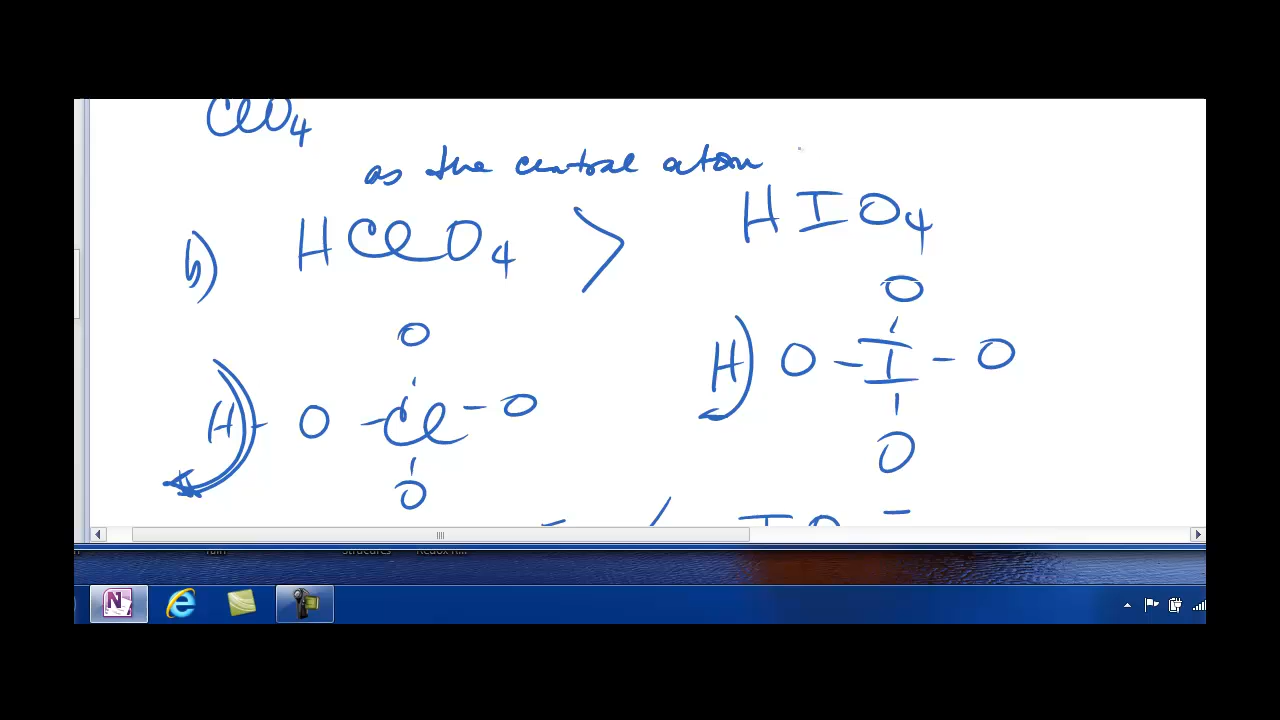 ClO4
as the central atom
b) HClO4 > HIO4
O
O
H O - I - O
H - O - Cl - O
O
O
N
e